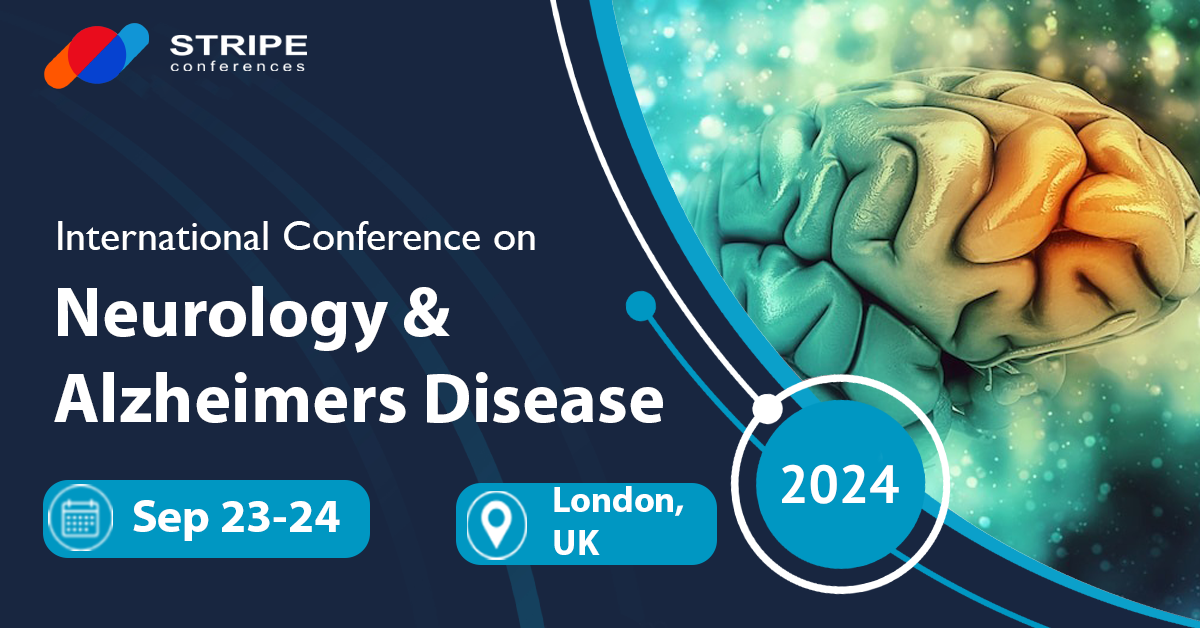 STRIPE
conferences
International Conference on
Neurology &
Alzheimers Disease
Sep 23-24
London,
UK
2024